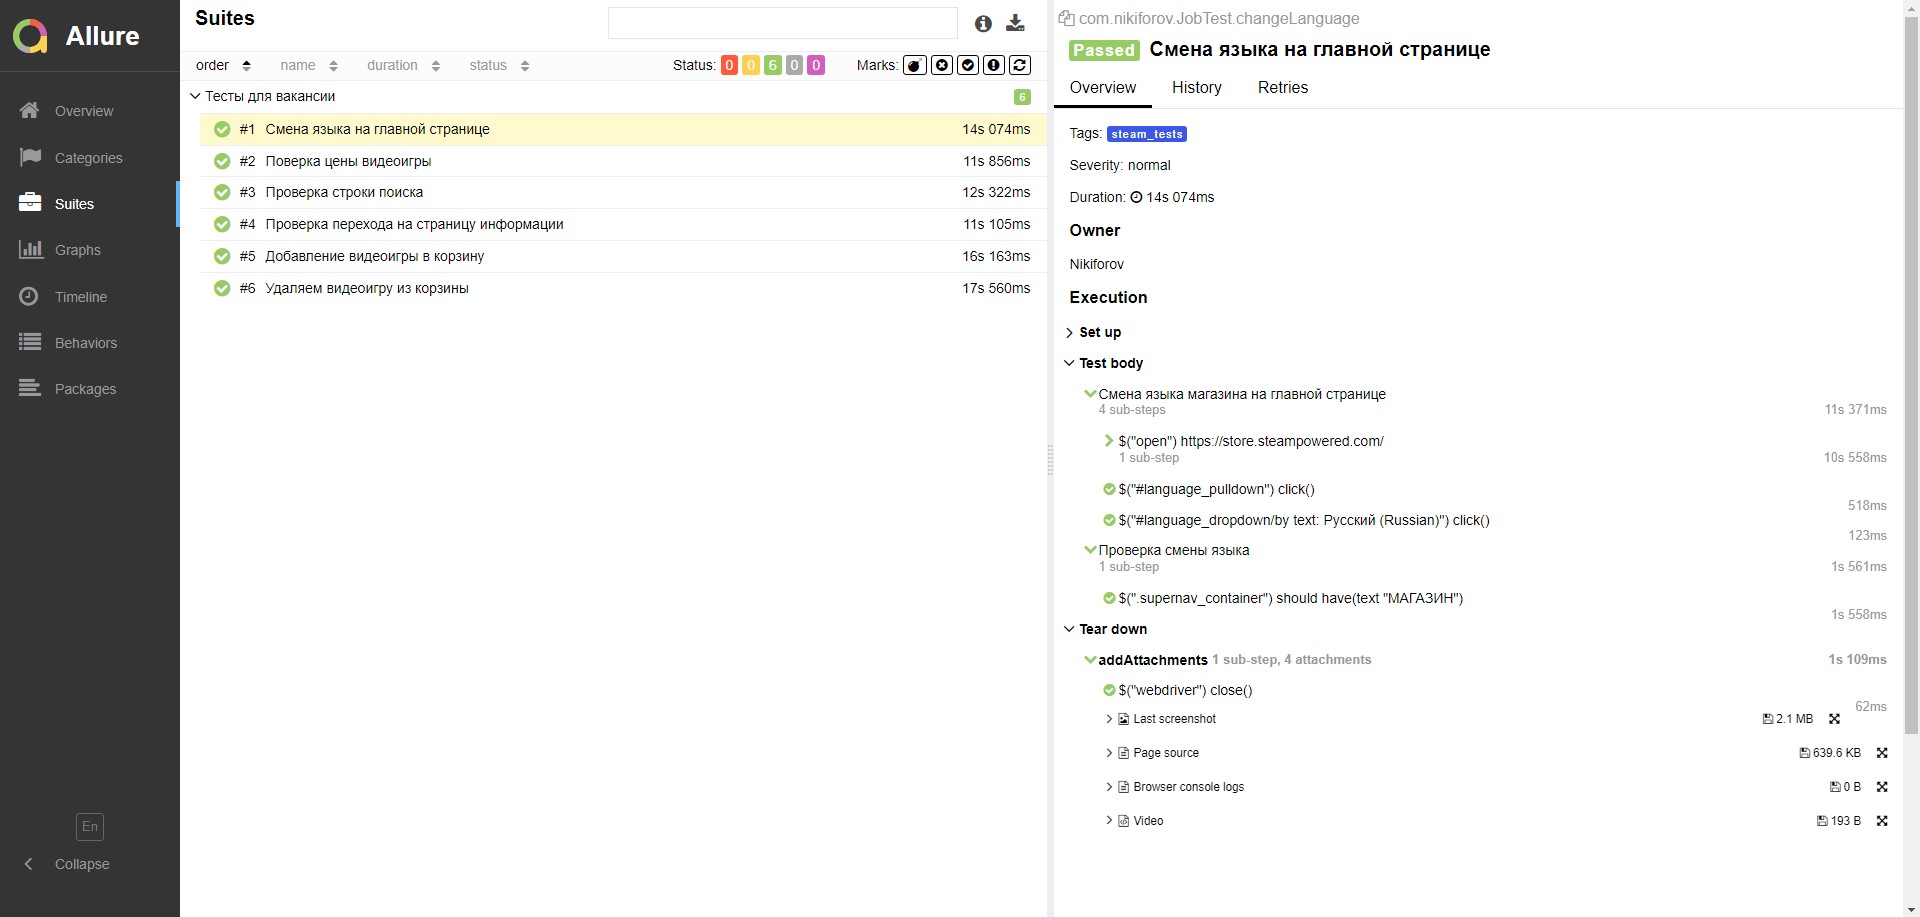 Allure
Overview
Categories
Suites
Graphs
Timeline
Behaviors
Packages
En
Collapse
Suites
order name duration status Status: 0 0 6 0 0 Marks:
Тесты для вакансии 6
#1 Смена языка на главной странице 14s 074ms
#2 Поверка цены видеоигры 11s 856ms
#3 Проверка строки поиска 12s 322ms
#4 Проверка перехода на страницу информации 11s 105ms
#5 Добавление видеоигры в корзину 16s 163ms
#6 Удаляем видеоигру из корзины 17s 560ms
com.nikiforov.JobTest.changeLanguage
Passed Смена языка на главной странице
Overview History Retries
Tags: steam_tests
Severity: normal
Duration: 14s 074ms
Owner
Nikiforov
Execution
Set up
Test body
Смена языка магазина на главной странице
4 sub-steps 11s 371ms
$("open") https://store.steampowered.com/
1 sub-step 10s 558ms
$("#language_pulldown") click()
518ms
$("#language_dropdown/by text: Русский (Russian)") click()
123ms
Проверка смены языка
1 sub-step 1s 561ms
$(".supernav_container") should have(text "МАГАЗИН")
1s 558ms
Tear down
addAttachments 1 sub-step, 4 attachments 1s 109ms
$("webdriver") close()
62ms
Last screenshot 2.1 MB
Page source 639.6 KB
Browser console logs 0 B
Video 193 B